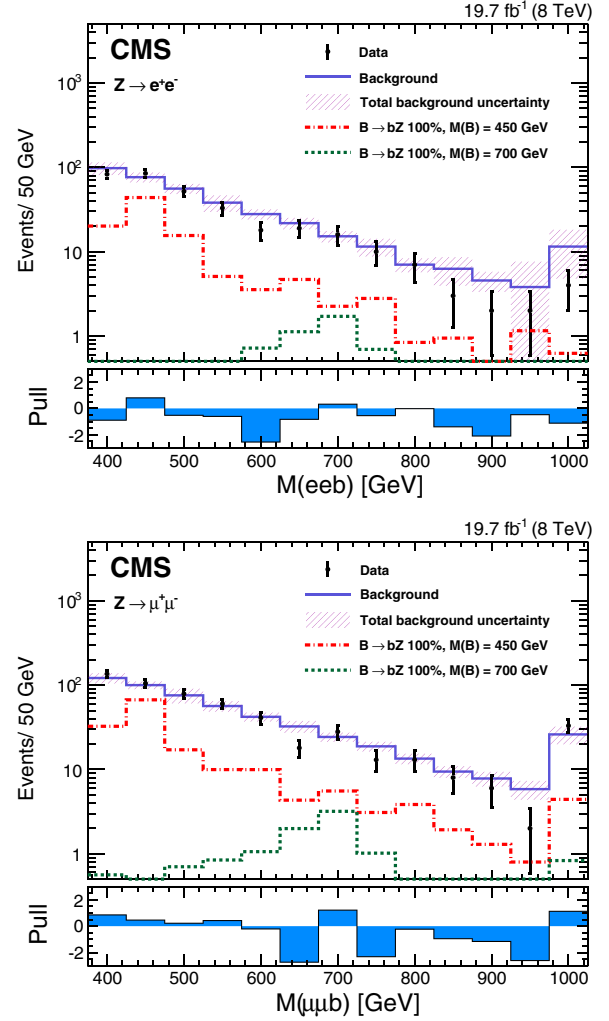 19.7 fb⁻¹ (8 TeV)
CMS
Z → e⁺e⁻
Data
Background
Total background uncertainty
B → bZ 100%, M(B) = 450 GeV
B → bZ 100%, M(B) = 700 GeV
Events/ 50 GeV
10³
10²
10
1
Pull
2
0
-2
400 500 600 700 800 900 1000
M(eeb) [GeV]
19.7 fb⁻¹ (8 TeV)
CMS
Z → μ⁺μ⁻
Data
Background
Total background uncertainty
B → bZ 100%, M(B) = 450 GeV
B → bZ 100%, M(B) = 700 GeV
Events/ 50 GeV
10³
10²
10
1
Pull
2
0
-2
400 500 600 700 800 900 1000
M(μμb) [GeV]